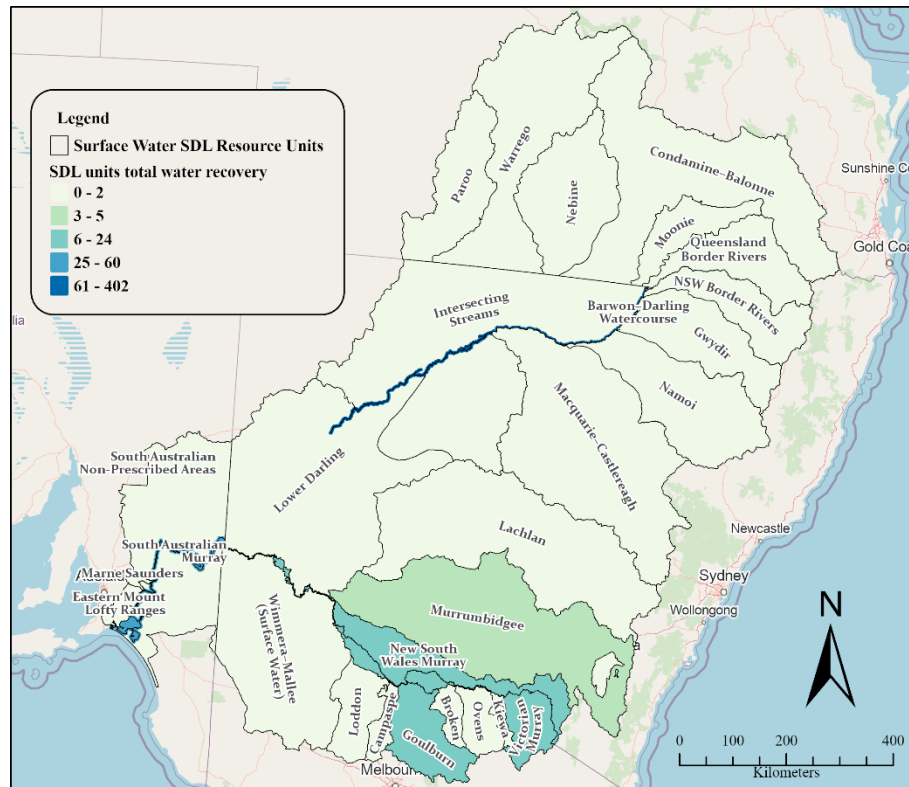 Legend
Surface Water SDL Resource Units
SDL units total water recovery
0 - 2
3 - 5
6 - 24
25 - 60
61 - 402
Paroo
Warrego
Nebine
Condamine–Balonne
Sunshine Co
Moonie
Queensland
Border Rivers
Gold Coa
NSW Border Rivers
Intersecting
Streams
Barwon–Darling
Watercourse
Gwydir
Namoi
Macquarie–Castlereagh
South Australian
Non-Prescribed Areas
Lower Darling
Lachlan
Newcastle
South Australian
Murray
Marne Saunders
Eastern Mount
Lofty Ranges
Sydney
Wollongong
Murrumbidgee
Wimmera–Mallee
(Surface Water)
New South
Wales Murray
Loddon
Campaspe
Goulburn
Broken
Ovens
Kiewa
Victorian
Murray
Melbourn
N
0 100 200 400
Kilometers